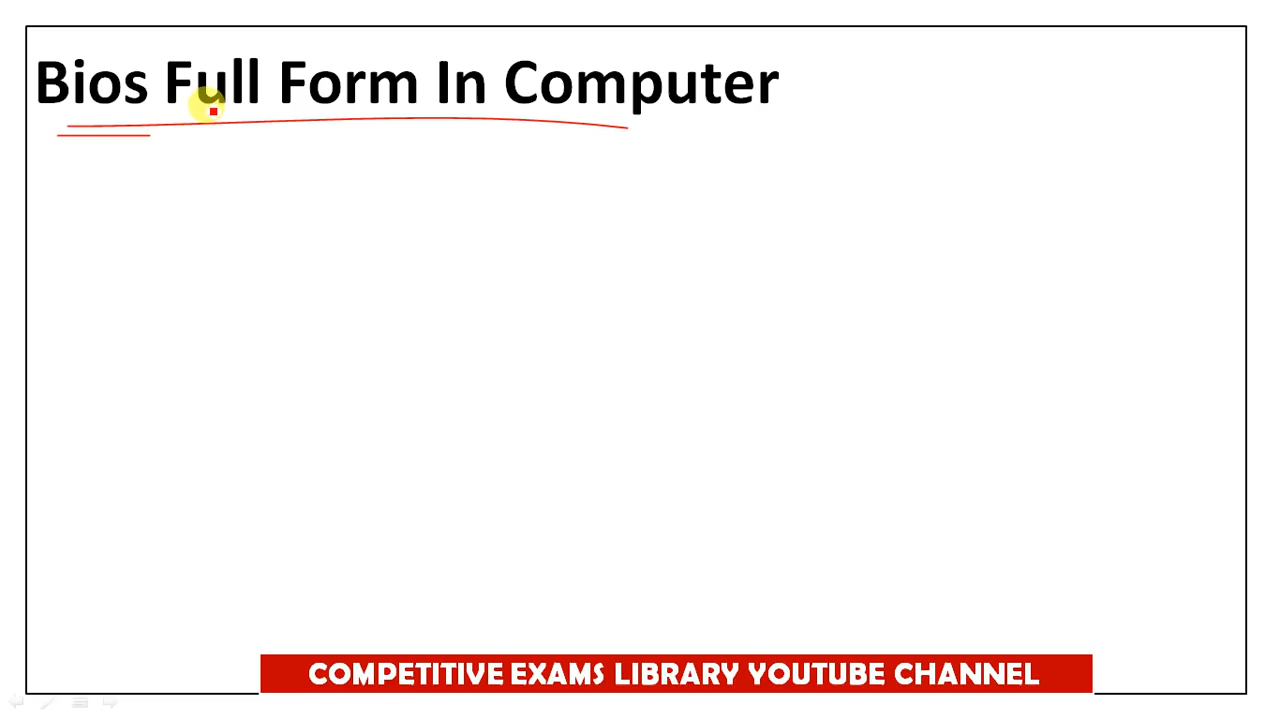 Bios Full Form In Computer
COMPETITIVE EXAMS LIBRARY YOUTUBE CHANNEL